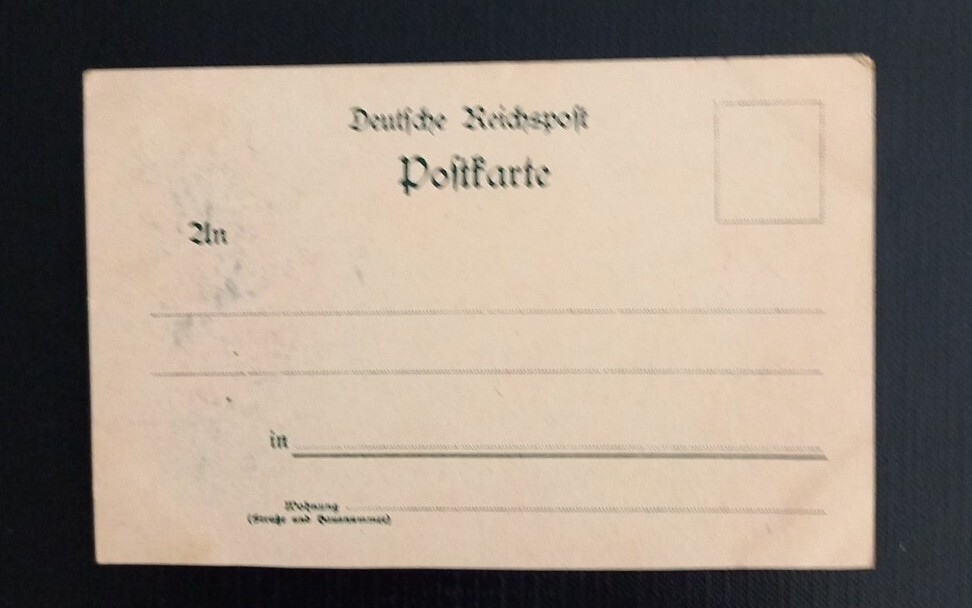 Deutsche Reichspost
Postkarte
An
in
Wohnung
(Straße und Hausnummer)